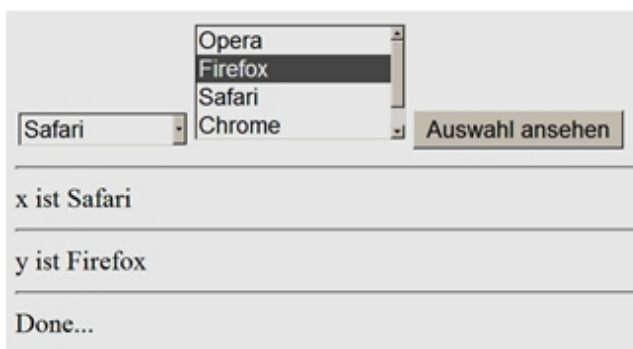 Opera
Firefox
Safari
Chrome
Safari
Auswahl ansehen
x ist Safari
y ist Firefox
Done...